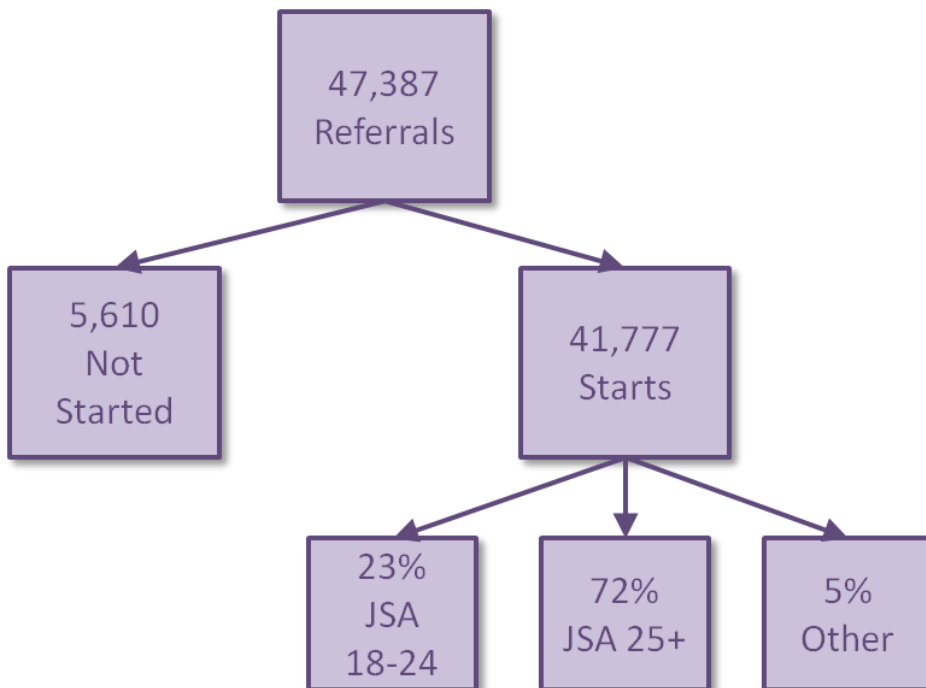 47,387
Referrals
5,610
Not
Started
41,777
Starts
23%
JSA
18-24
72%
JSA 25+
5%
Other